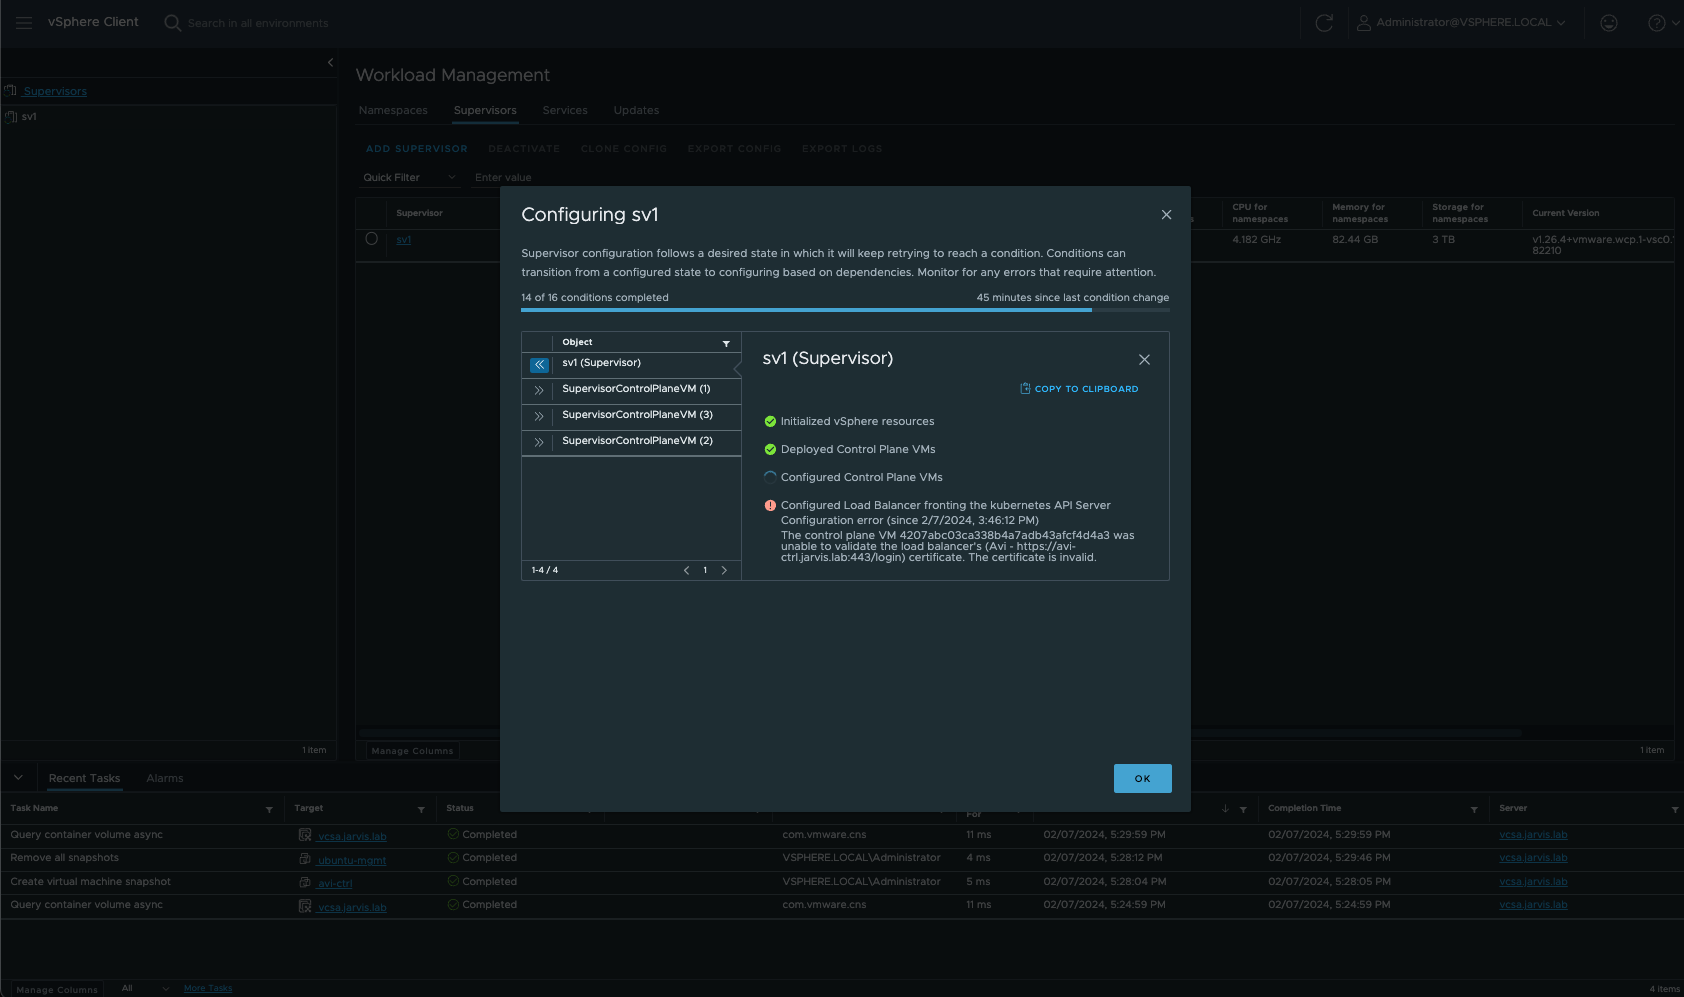 vSphere Client
Search in all environments
Administrator@VSPHERE.LOCAL
Supervisors
sv1
1 item
Workload Management
Namespaces Supervisors Services Updates
ADD SUPERVISOR DEACTIVATE CLONE CONFIG EXPORT CONFIG EXPORT LOGS
Quick Filter Enter value
Supervisor
CPU for namespaces
Memory for namespaces
Storage for namespaces
Current Version
sv1
4.182 GHz
82.44 GB
3 TB
v1.26.4+vmware.wcp.1-vsc0.
82210
Manage Columns
1 item
Configuring sv1
Supervisor configuration follows a desired state in which it will keep retrying to reach a condition. Conditions can
transition from a configured state to configuring based on dependencies. Monitor for any errors that require attention.
14 of 16 conditions completed
45 minutes since last condition change
Object
sv1 (Supervisor)
SupervisorControlPlaneVM (1)
SupervisorControlPlaneVM (3)
SupervisorControlPlaneVM (2)
1-4 / 4
1
sv1 (Supervisor)
COPY TO CLIPBOARD
Initialized vSphere resources
Deployed Control Plane VMs
Configured Control Plane VMs
Configured Load Balancer fronting the kubernetes API Server
Configuration error (since 2/7/2024, 3:46:12 PM)
The control plane VM 4207abc03ca338b4a7adb43afcf4d4a3 was
unable to validate the load balancer's (Avi - https://avi-
ctrl.jarvis.lab:443/login) certificate. The certificate is invalid.
OK
Recent Tasks Alarms
Task Name Target Status For Completion Time Server
Query container volume async vcsa.jarvis.lab Completed com.vmware.cns 11 ms 02/07/2024, 5:29:59 PM 02/07/2024, 5:29:59 PM vcsa.jarvis.lab
Remove all snapshots ubuntu-mgmt Completed VSPHERE.LOCAL\Administrator 4 ms 02/07/2024, 5:28:12 PM 02/07/2024, 5:29:46 PM vcsa.jarvis.lab
Create virtual machine snapshot avi-ctrl Completed VSPHERE.LOCAL\Administrator 5 ms 02/07/2024, 5:28:04 PM 02/07/2024, 5:28:05 PM vcsa.jarvis.lab
Query container volume async vcsa.jarvis.lab Completed com.vmware.cns 11 ms 02/07/2024, 5:24:59 PM 02/07/2024, 5:24:59 PM vcsa.jarvis.lab
Manage Columns All More Tasks
4 items